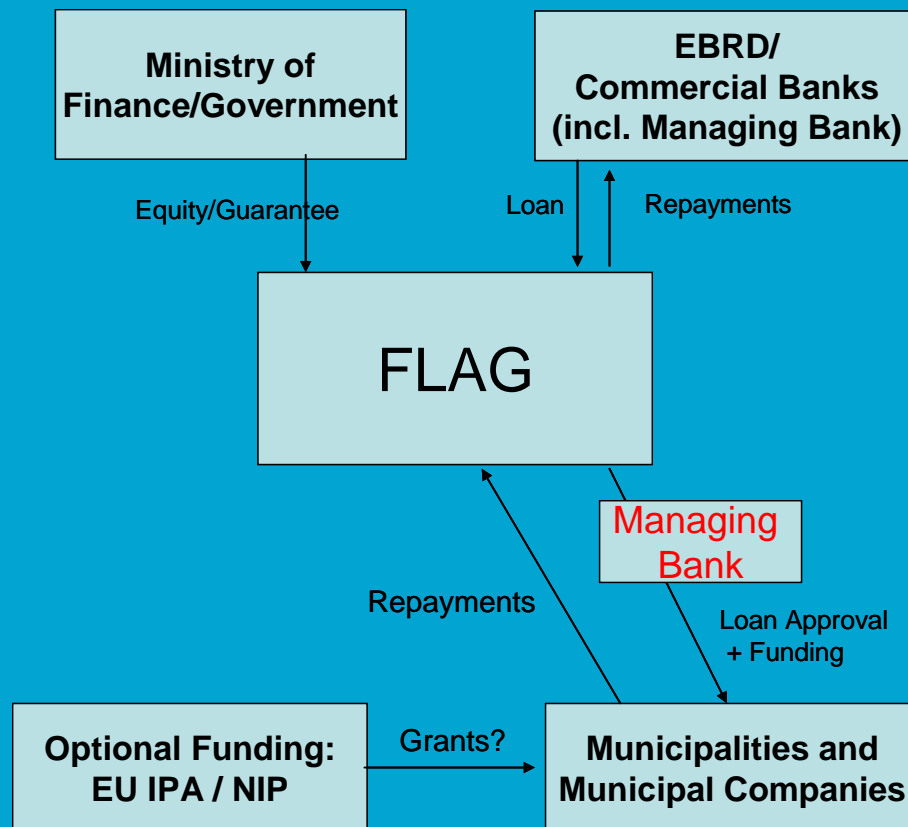 Ministry of
Finance/Government
EBRD/
Commercial Banks
(incl. Managing Bank)
Equity/Guarantee
Loan
Repayments
FLAG
Managing
Bank
Repayments
Loan Approval
+ Funding
Optional Funding:
EU IPA / NIP
Grants?
Municipalities and
Municipal Companies